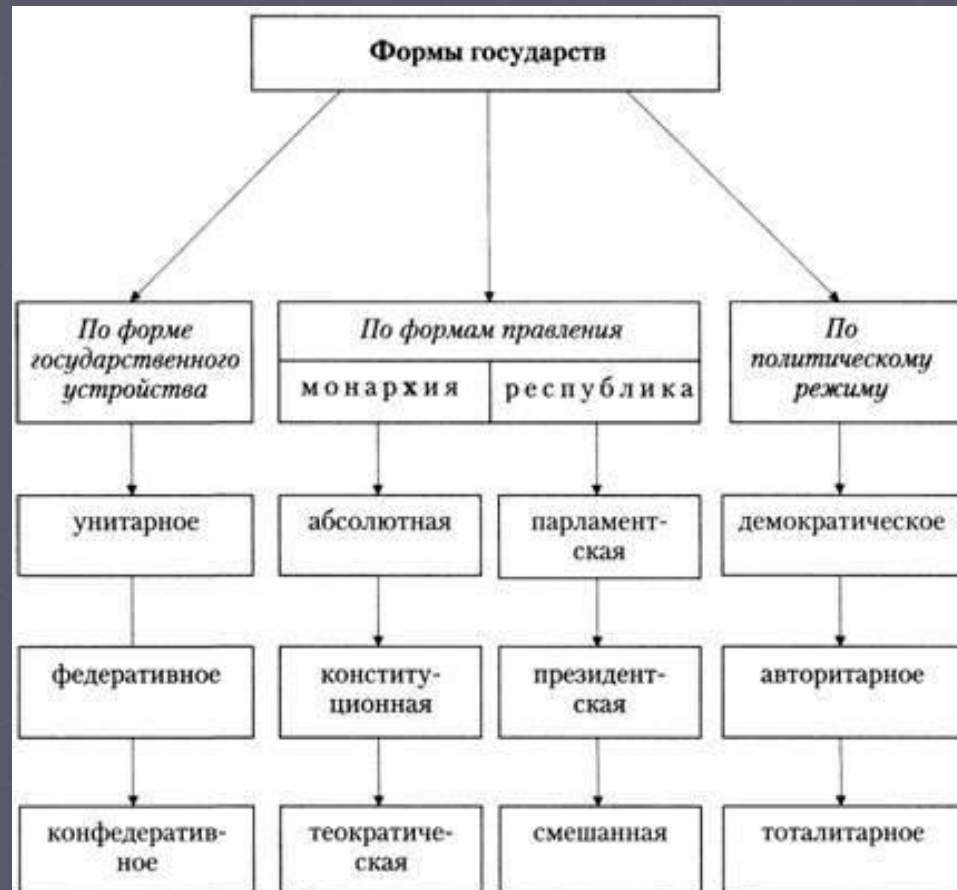 Формы государств
По форме
государственного
устройства
По формам правления
монархия
республика
По
политическому
режиму
унитарное
абсолютная
парламент-
ская
демократическое
федеративное
конститу-
ционная
президент-
ская
авторитарное
конфедератив-
ное
теократиче-
ская
смешанная
тоталитарное